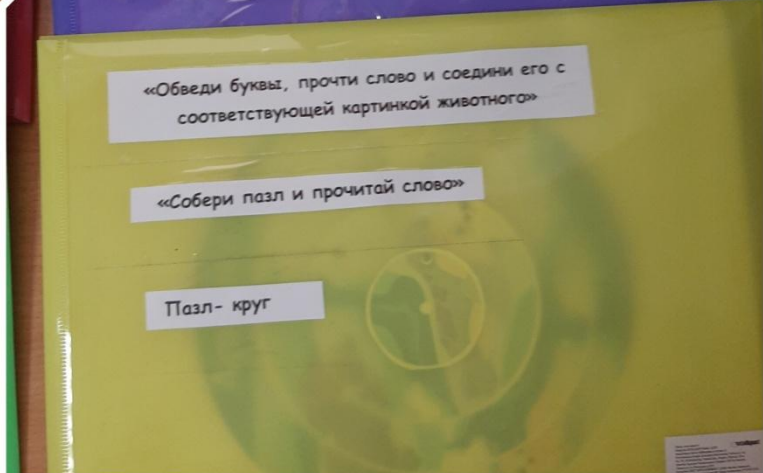 «Обведи буквы, прочти слово и соедини его с
соответствующей картинкой животного»
«Собери пазл и прочитай слово»
Пазл- круг